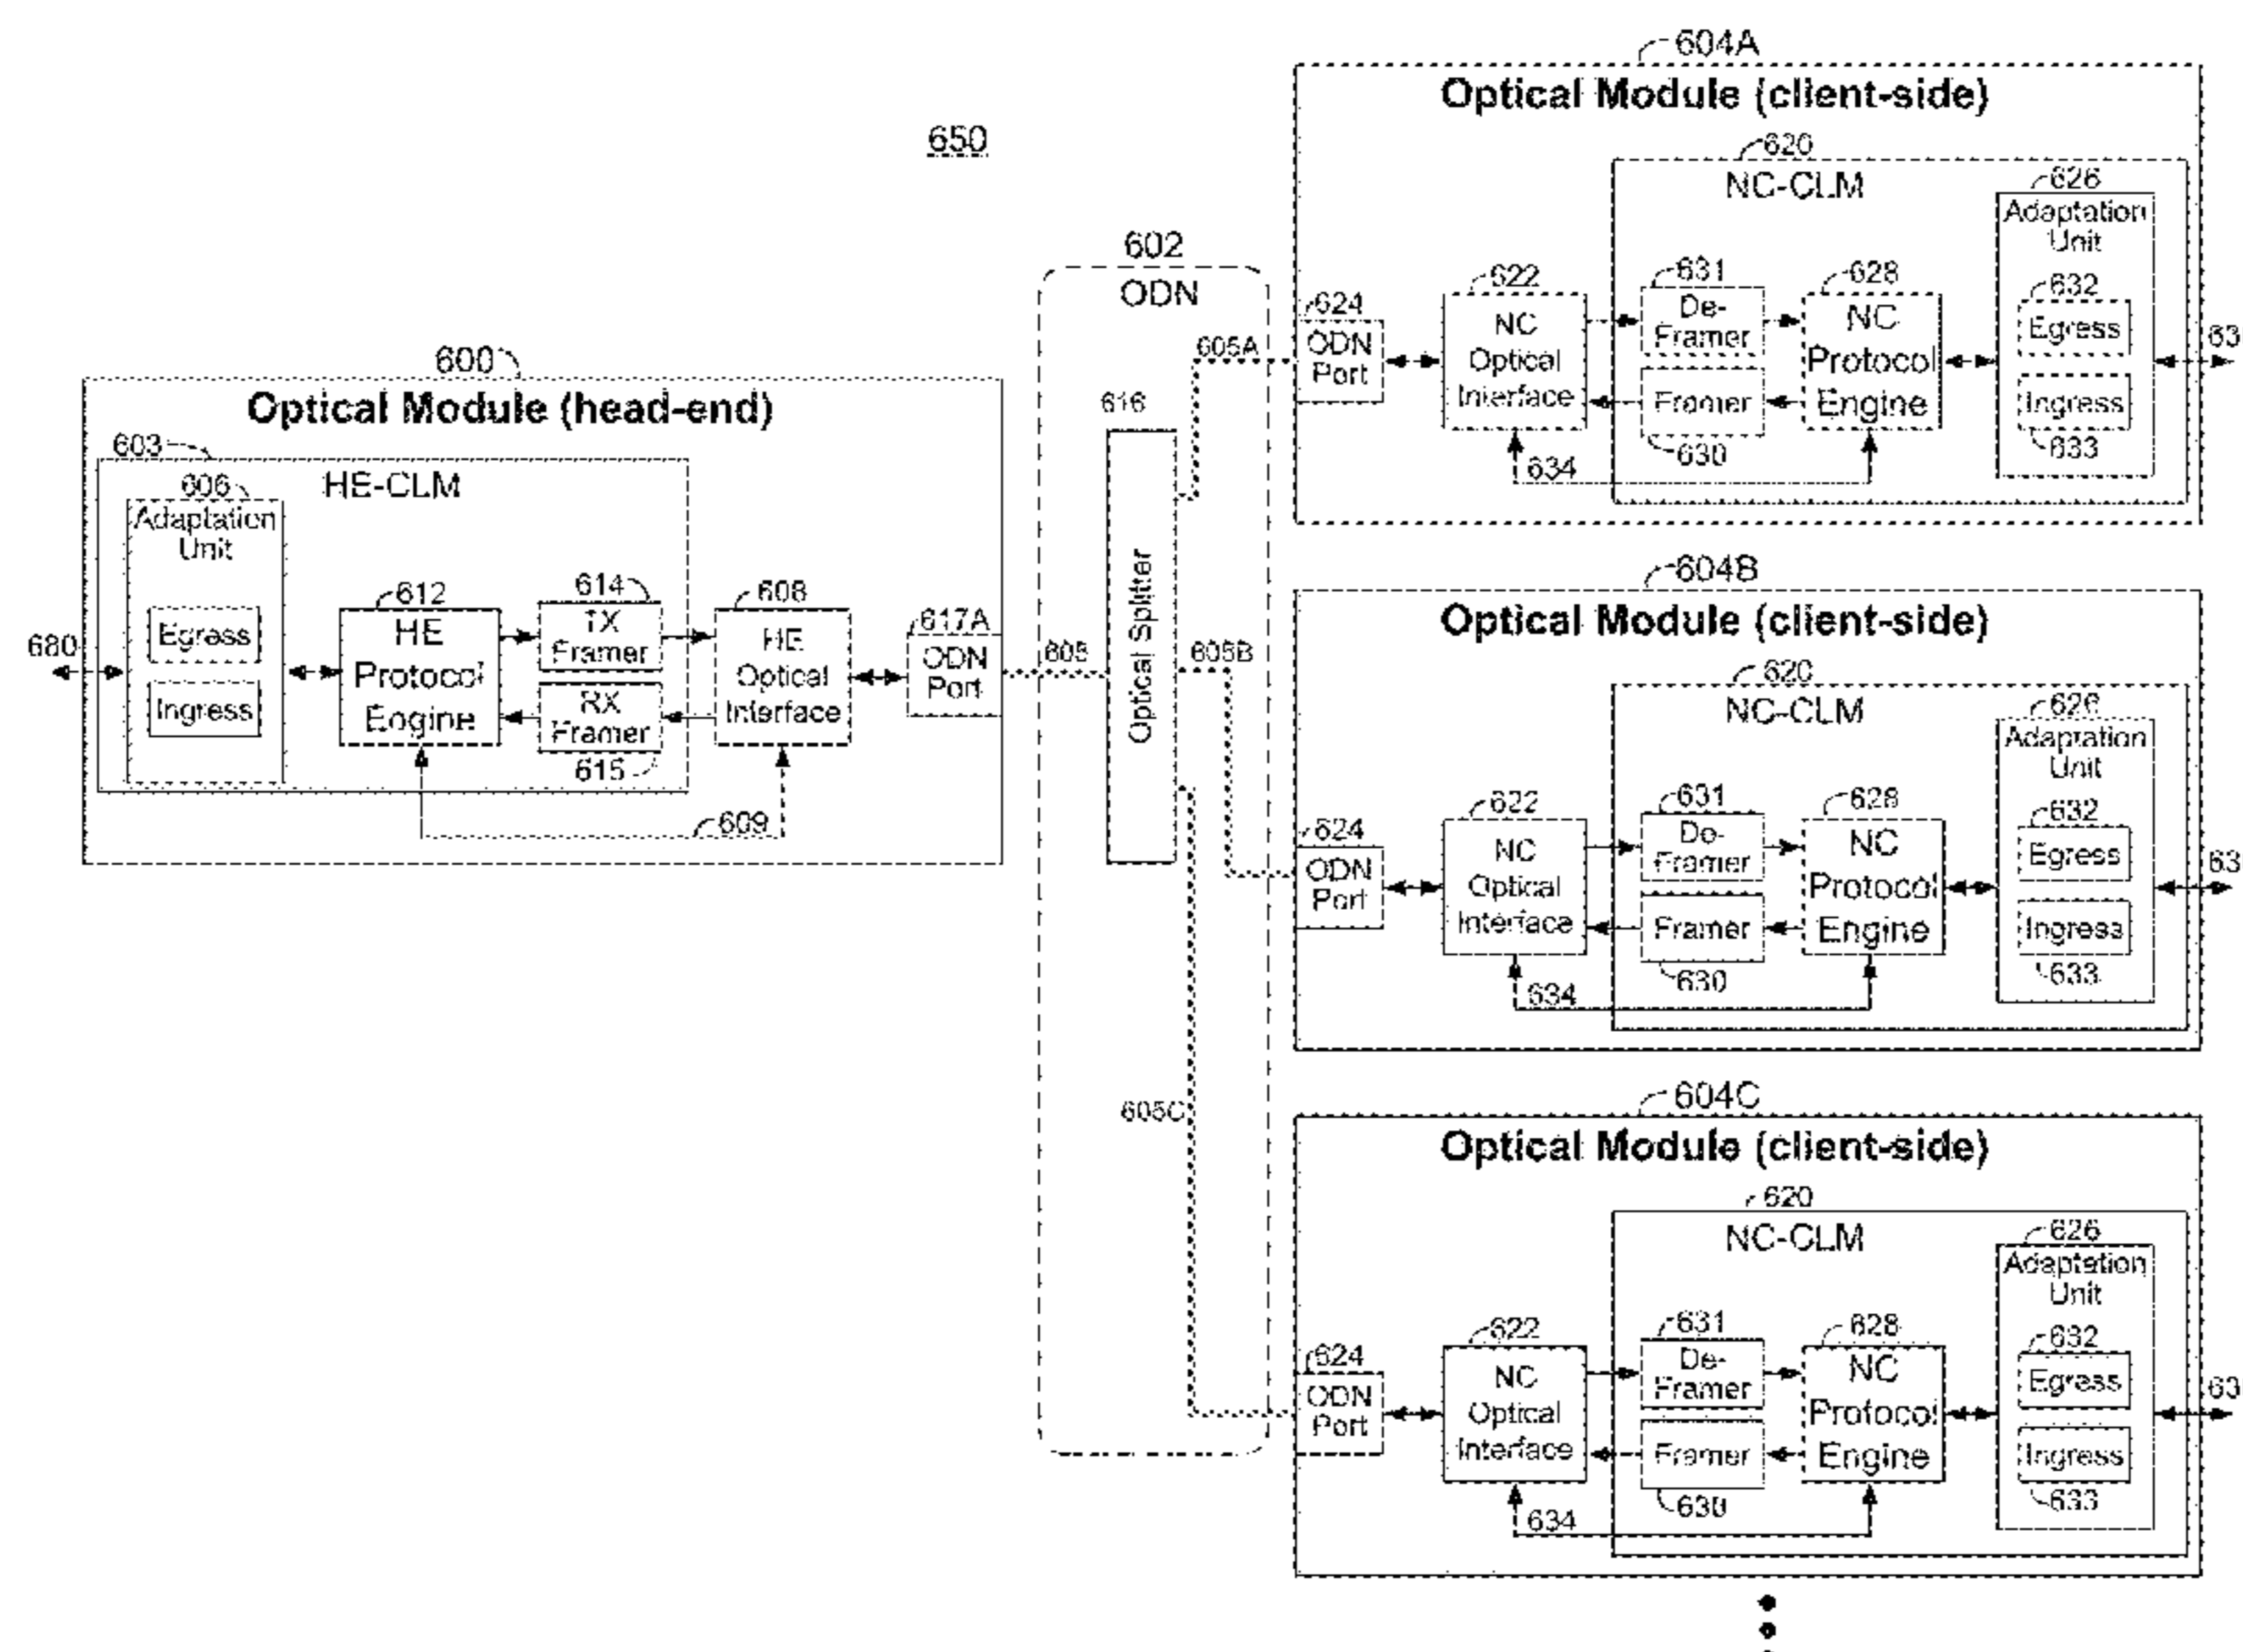 650
600
Optical Module (head-end)
603
HE-CLM
606
Adaptation
Unit
Egress
Ingress
680
612
HE
Protocol
Engine
614
TX
Framer
RX
Framer
615
608
HE
Optical
Interface
609
617A
ODN
Port
602
ODN
605
616
Optical Splitter
605A
605B
605C
604A
Optical Module (client-side)
620
NC-CLM
624
ODN
Port
622
NC
Optical
Interface
631
De-
Framer
Framer
630
628
NC
Protocol
Engine
634
626
Adaptation
Unit
632
Egress
Ingress
633
63
604B
Optical Module (client-side)
620
NC-CLM
624
ODN
Port
622
NC
Optical
Interface
631
De-
Framer
Framer
630
628
NC
Protocol
Engine
634
626
Adaptation
Unit
632
Egress
Ingress
633
63
604C
Optical Module (client-side)
620
NC-CLM
624
ODN
Port
622
NC
Optical
Interface
631
De-
Framer
Framer
630
628
NC
Protocol
Engine
634
626
Adaptation
Unit
632
Egress
Ingress
633
63